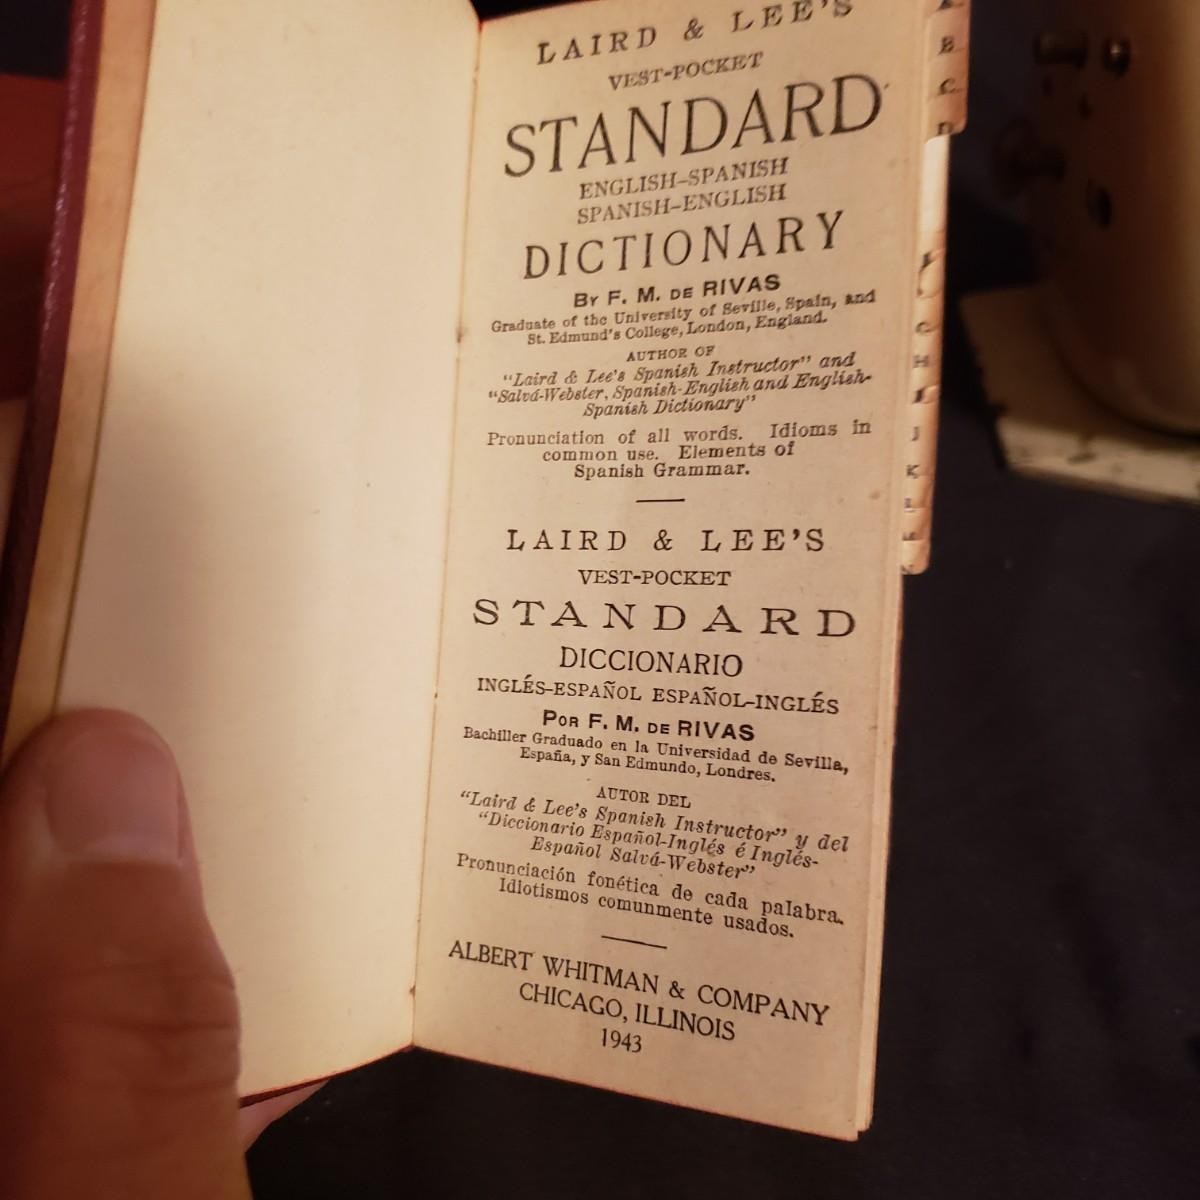 LAIRD & LEE'S
VEST-POCKET
STANDARD
ENGLISH–SPANISH
SPANISH–ENGLISH
DICTIONARY
BY F. M. DE RIVAS
Graduate of the University of Seville, Spain, and
St. Edmund's College, London, England.
AUTHOR OF
"Laird & Lee's Spanish Instructor" and
"Salvá-Webster, Spanish-English and English-
Spanish Dictionary"
Pronunciation of all words. Idioms in
common use. Elements of
Spanish Grammar.
LAIRD & LEE'S
VEST-POCKET
STANDARD
DICCIONARIO
INGLÉS–ESPAÑOL ESPAÑOL–INGLÉS
POR F. M. DE RIVAS
Bachiller Graduado en la Universidad de Sevilla,
España, y San Edmundo, Londres.
AUTOR DEL
"Laird & Lee's Spanish Instructor" y del
"Diccionario Español-Inglés é Inglés-
Español Salvá-Webster"
Pronunciación fonética de cada palabra.
Idiotismos comunmente usados.
ALBERT WHITMAN & COMPANY
CHICAGO, ILLINOIS
1943
B
C
D
G
H
J
K
L